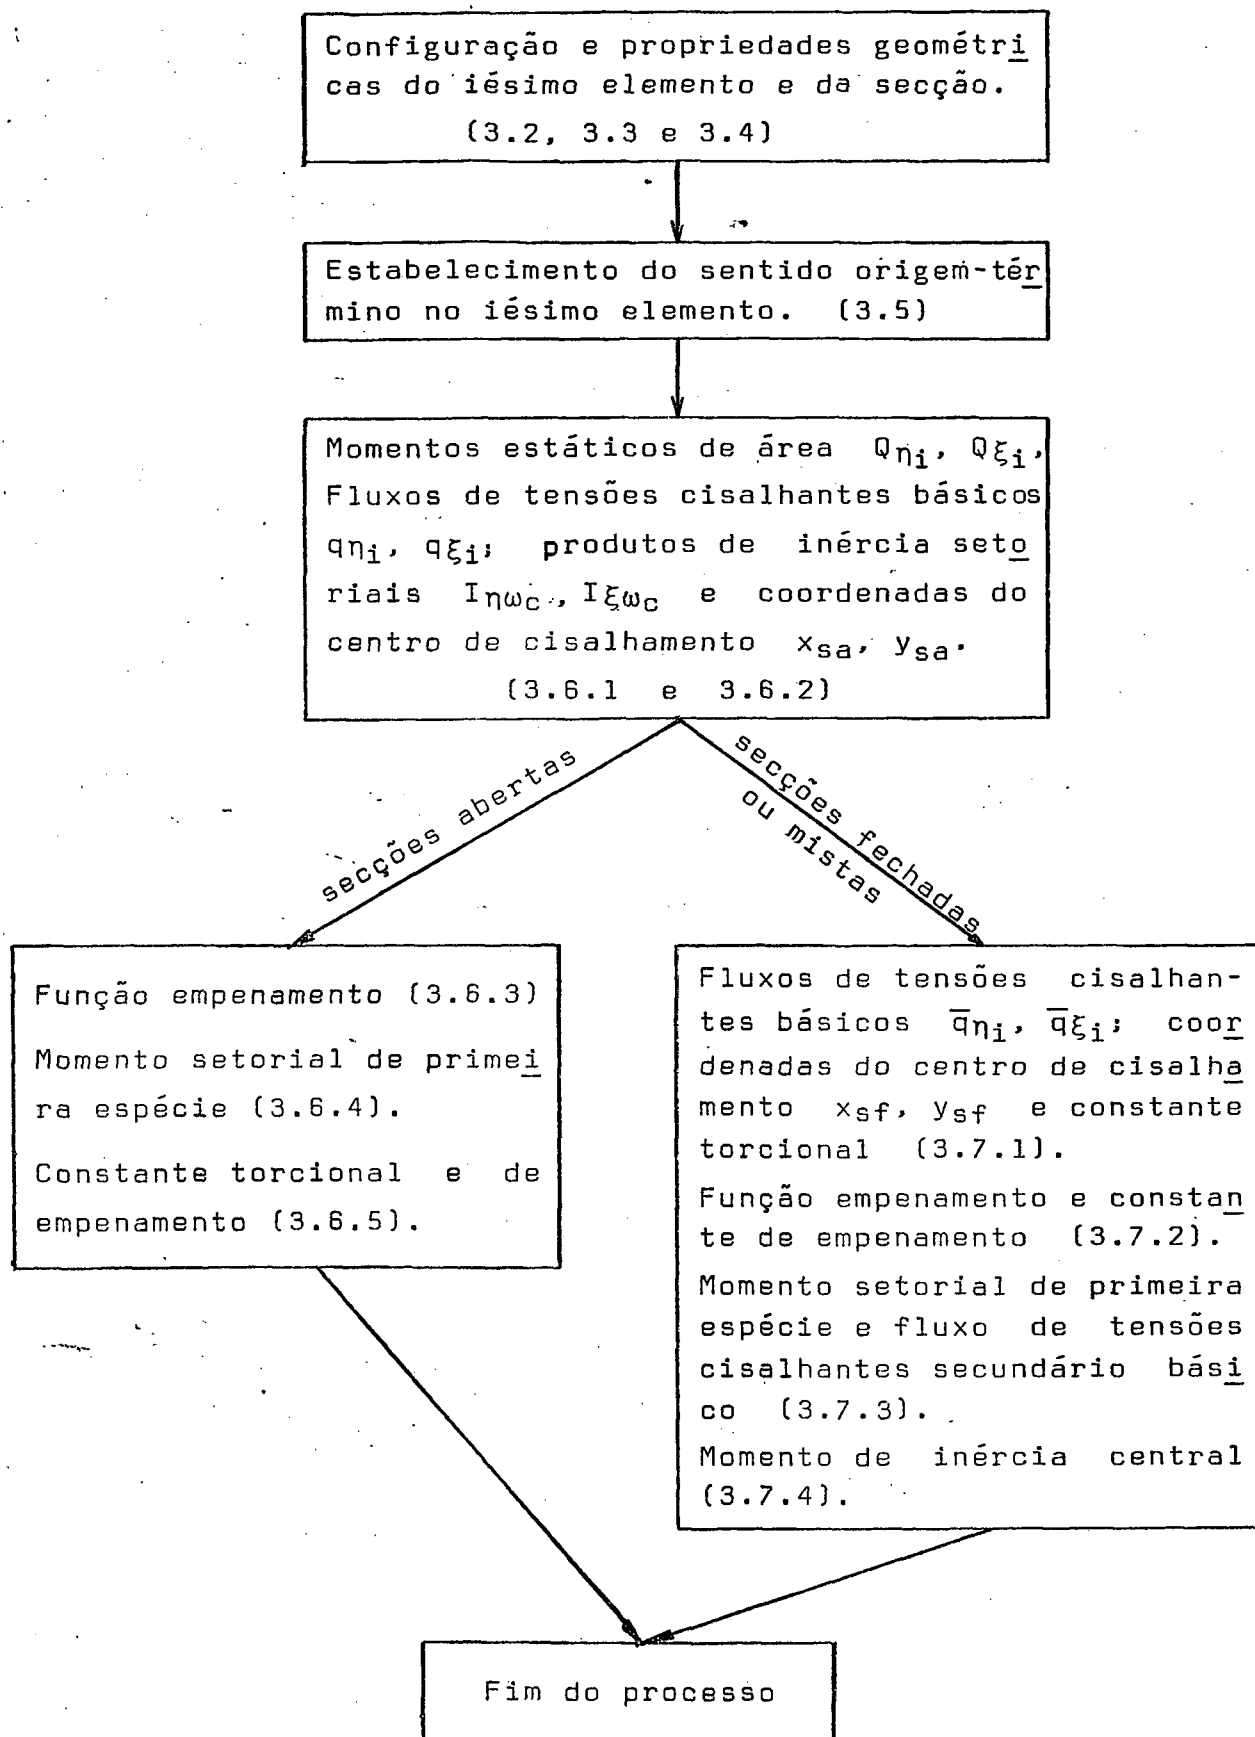 Configuração e propriedades geométri
cas do iésimo elemento e da secção.
(3.2, 3.3 e 3.4)
Estabelecimento do sentido origem-tér
mino no iésimo elemento. (3.5)
Momentos estáticos de área Qηi, Qξi,
Fluxos de tensões cisalhantes básicos
qηi, qξi; produtos de inércia seto
riais Iηωc, Iξωc e coordenadas do
centro de cisalhamento xsa, ysa.
(3.6.1 e 3.6.2)
secções abertas
secções fechadas
ou mistas
Função empenamento (3.6.3)
Momento setorial de primei
ra espécie (3.6.4).
Constante torcional e de
empenamento (3.6.5).
Fluxos de tensões cisalhan-
tes básicos q̅ηi, q̅ξi; coor
denadas do centro de cisalha
mento xsf, ysf e constante
torcional (3.7.1).
Função empenamento e constan
te de empenamento (3.7.2).
Momento setorial de primeira
espécie e fluxo de tensões
cisalhantes secundário bási
co (3.7.3).
Momento de inércia central
(3.7.4).
Fim do processo